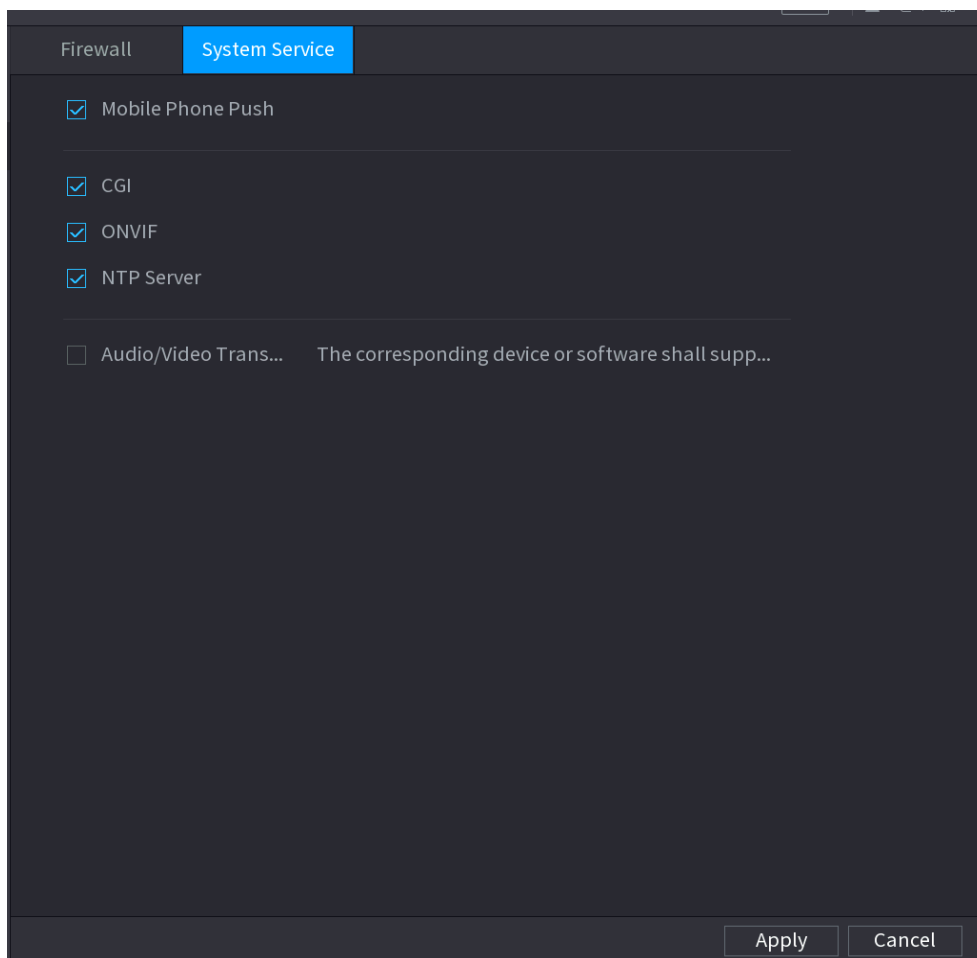 Firewall System Service
Mobile Phone Push
CGI
ONVIF
NTP Server
Audio/Video Trans... The corresponding device or software shall supp...
Apply Cancel